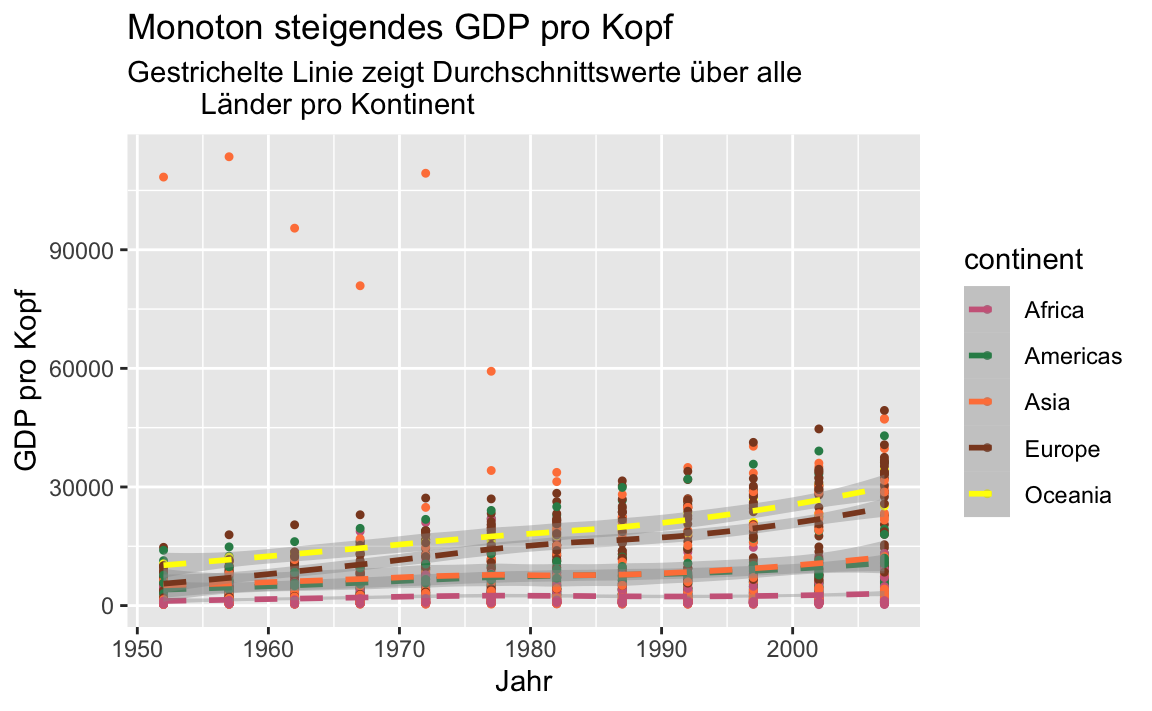 Monoton steigendes GDP pro Kopf
Gestrichelte Linie zeigt Durchschnittswerte über alle
Länder pro Kontinent
90000
60000
30000
0
GDP pro Kopf
1950 1960 1970 1980 1990 2000
Jahr
continent
Africa
Americas
Asia
Europe
Oceania